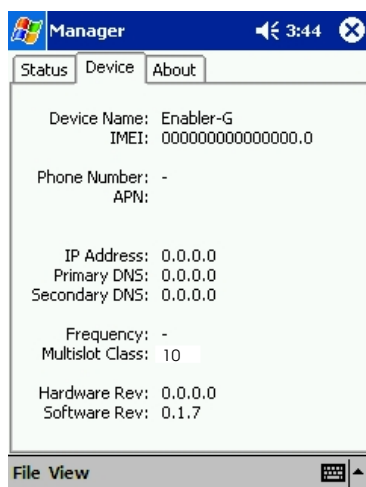 Manager 3:44
Status Device About
Device Name: Enabler-G
IMEI: 000000000000000.0
Phone Number: -
APN:
IP Address: 0.0.0.0
Primary DNS: 0.0.0.0
Secondary DNS: 0.0.0.0
Frequency: -
Multislot Class: 10
Hardware Rev: 0.0.0.0
Software Rev: 0.1.7
File View